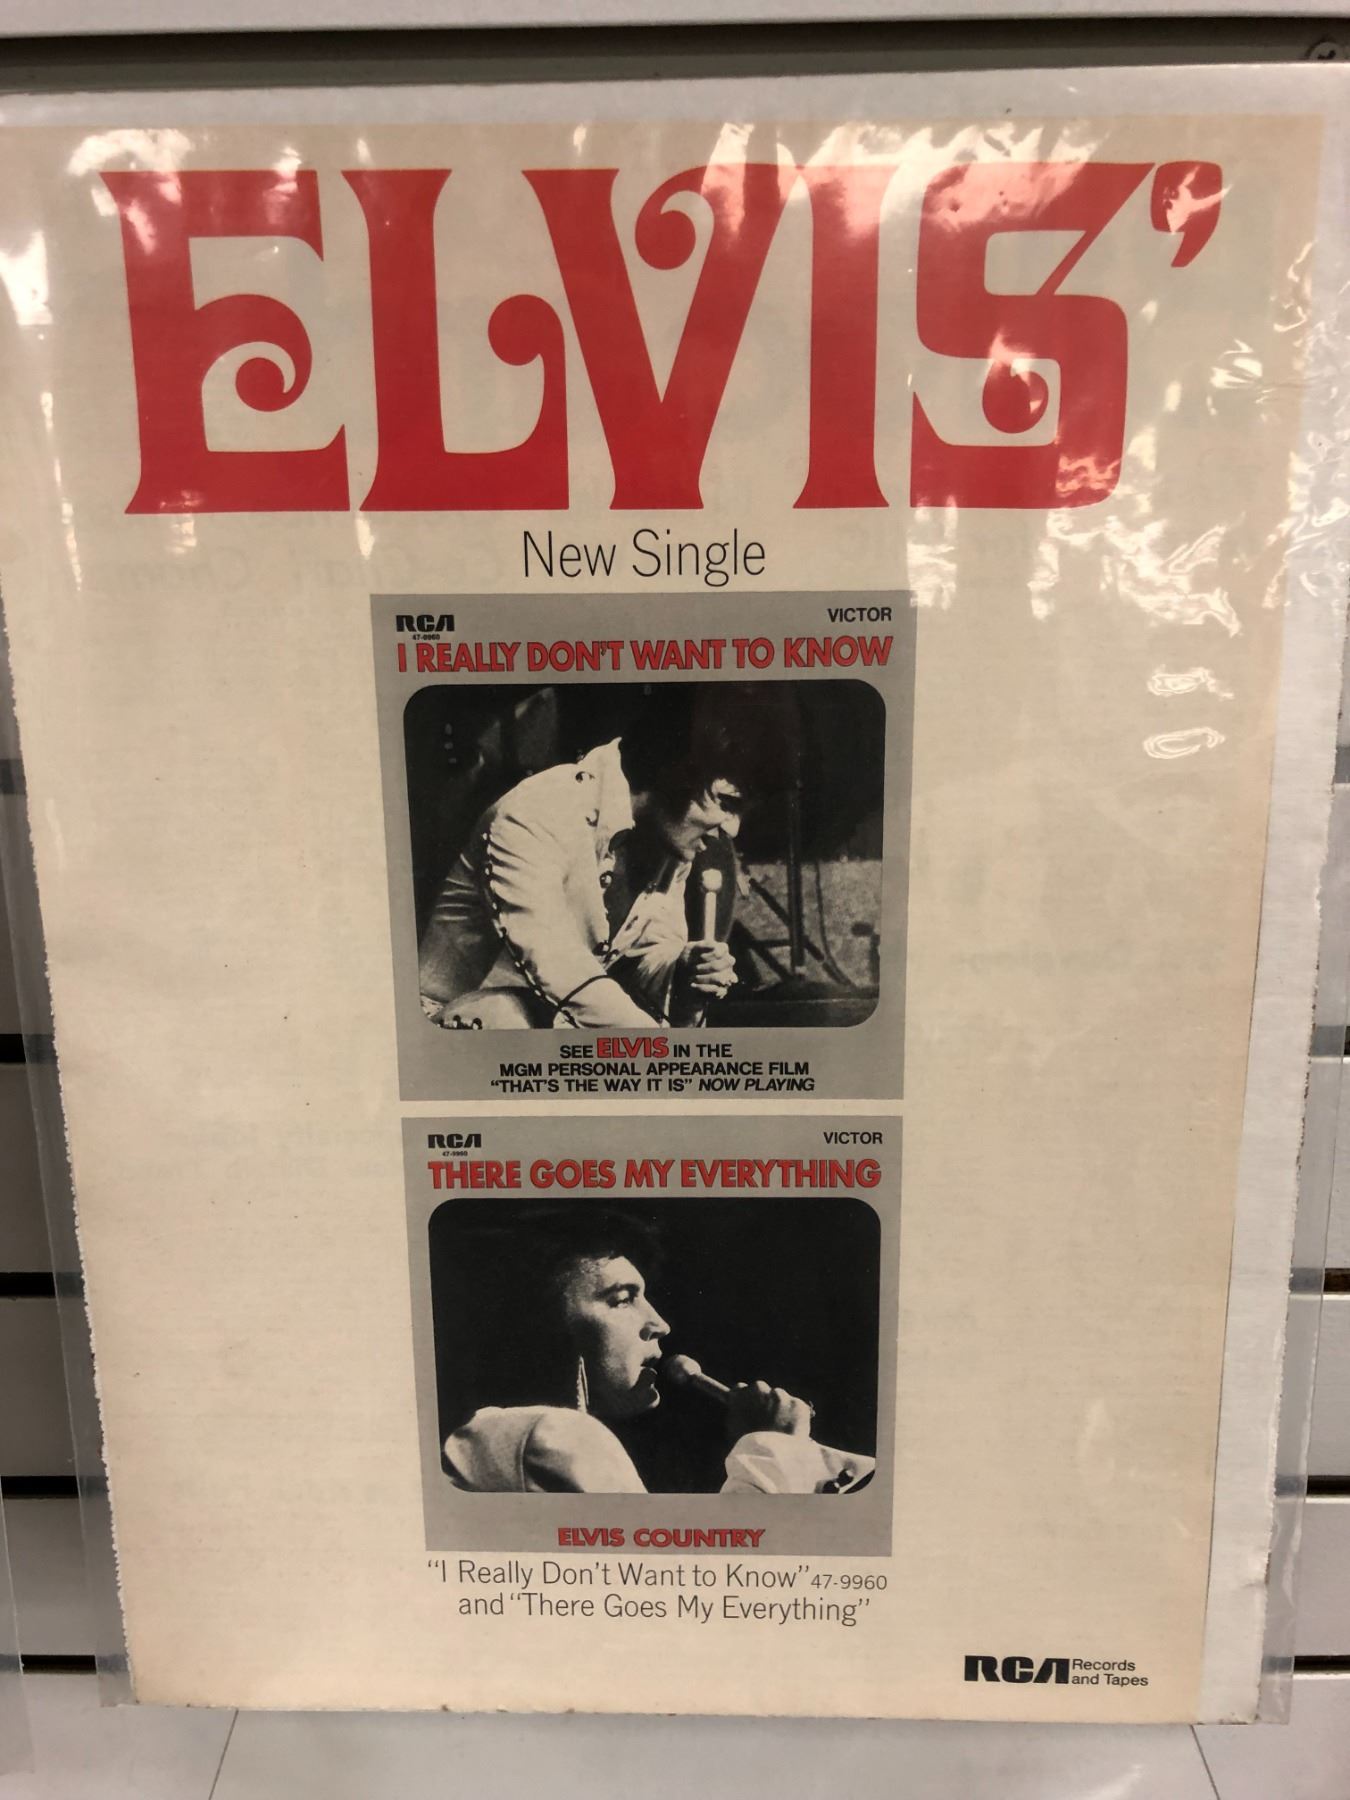 ELVIS'
New Single
RCA VICTOR
47-9960
I REALLY DON'T WANT TO KNOW
SEE ELVIS IN THE
MGM PERSONAL APPEARANCE FILM
"THAT'S THE WAY IT IS" NOW PLAYING
RCA VICTOR
47-9960
THERE GOES MY EVERYTHING
ELVIS COUNTRY
"I Really Don't Want to Know" 47-9960
and "There Goes My Everything"
RCA Records
and Tapes